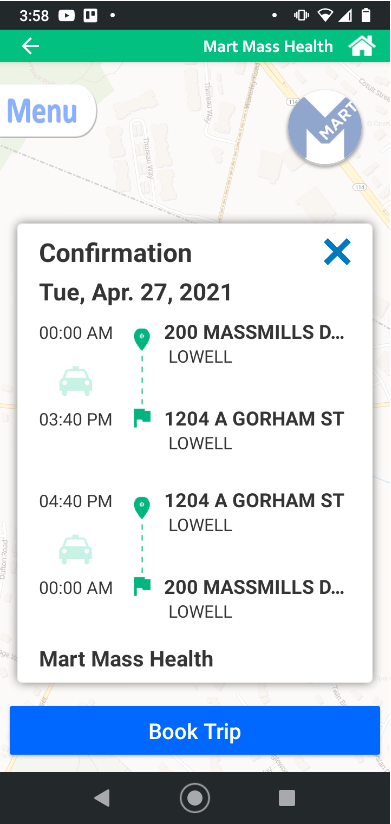 3:58
Mart Mass Health
Menu
MART
Confirmation
Tue, Apr. 27, 2021
00:00 AM 200 MASSMILLS D...
LOWELL
03:40 PM 1204 A GORHAM ST
LOWELL
04:40 PM 1204 A GORHAM ST
LOWELL
00:00 AM 200 MASSMILLS D...
LOWELL
Mart Mass Health
Book Trip